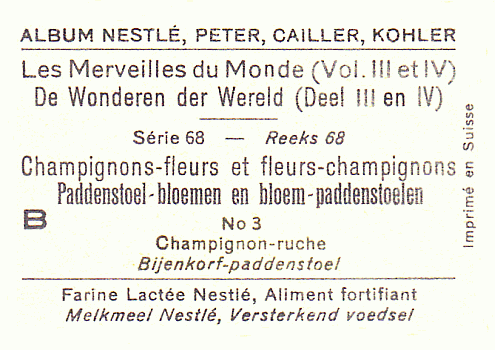 ALBUM NESTLÉ, PETER, CAILLER, KOHLER
Les Merveilles du Monde (Vol. III et IV)
De Wonderen der Wereld (Deel III en IV)
Série 68 — Reeks 68
Champignons-fleurs et fleurs-champignons
Paddenstoel-bloemen en bloem-paddenstoelen
B
No 3
Champignon-ruche
Bijenkorf-paddenstoel
Farine Lactée Nestlé, Aliment fortifiant
Melkmeel Nestlé, Versterkend voedsel
Imprimé en Suisse